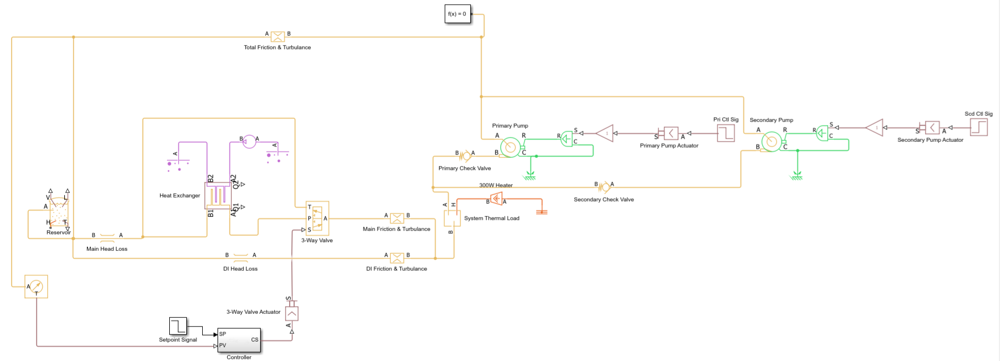 f(x) = 0
A B
Total Friction & Turbulance
Scd Ctl Sig
Pri Ctl Sig
Secondary Pump
Primary Pump
S
A R
1
S A
R C
Secondary Pump Actuator
B C
A R
S
1
S A
R C
Primary Pump Actuator
B C
B A
Primary Check Valve
B A
A A
B2 A2
Q2
Heat Exchanger
B1 A1
Q1
300W Heater
B A
Secondary Check Valve
B A
A H
System Thermal Load
B
V L
A
H T
Reservoir
T
P A
S
3-Way Valve
A B
Main Friction & Turbulance
B A
Main Head Loss
B A
DI Head Loss
A B
DI Friction & Turbulance
A
T
S
3-Way Valve Actuator
A
Setpoint Signal
SP
CS
PV
Controller